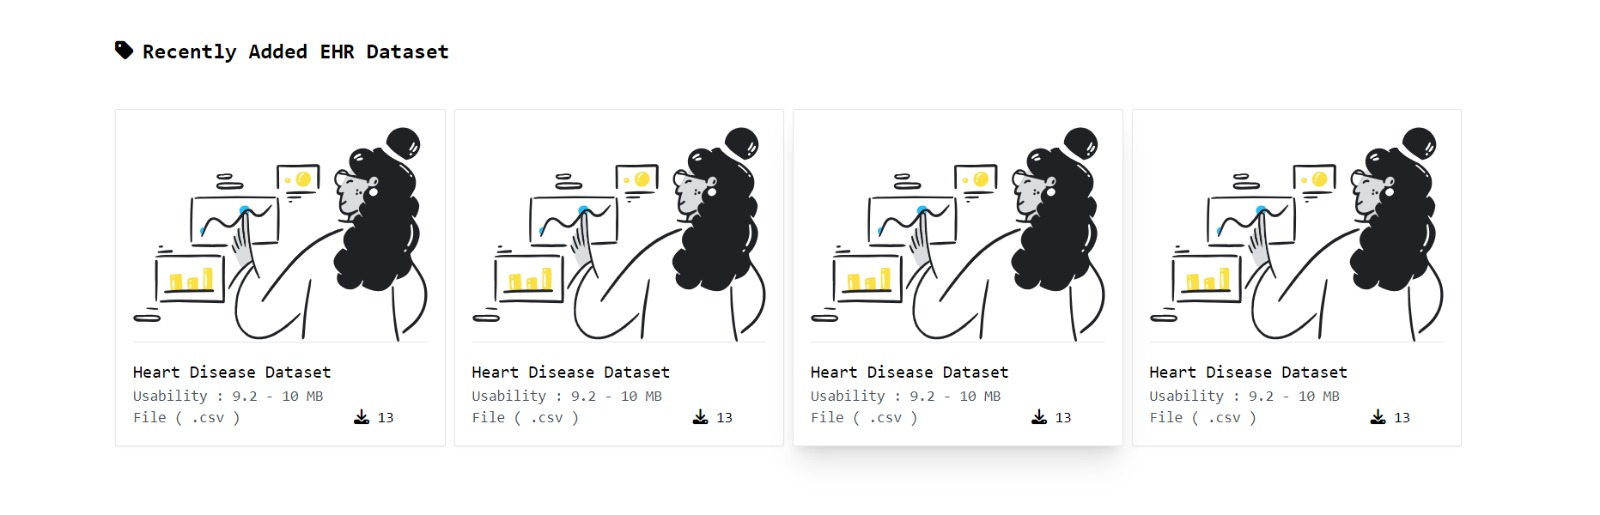 Recently Added EHR Dataset
Heart Disease Dataset
Usability : 9.2 - 10 MB
File ( .csv ) 13
Heart Disease Dataset
Usability : 9.2 - 10 MB
File ( .csv ) 13
Heart Disease Dataset
Usability : 9.2 - 10 MB
File ( .csv ) 13
Heart Disease Dataset
Usability : 9.2 - 10 MB
File ( .csv ) 13